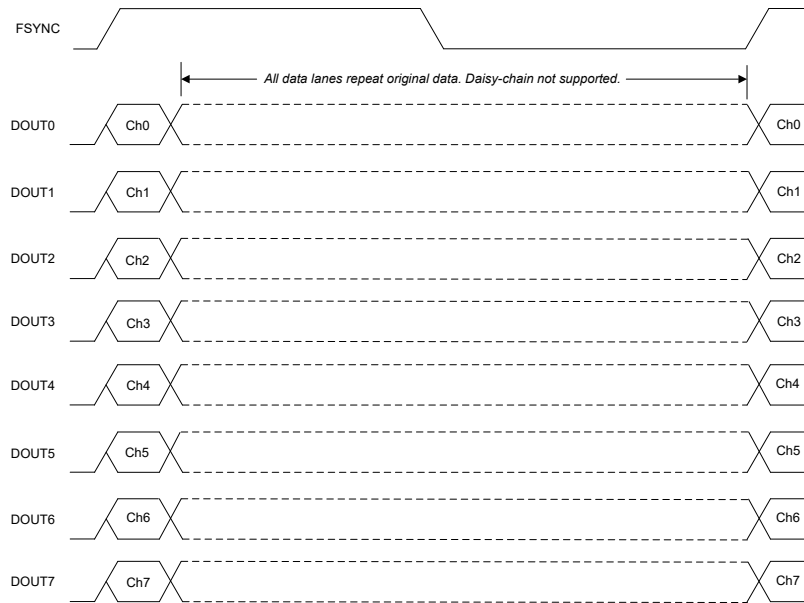 FSYNC
All data lanes repeat original data. Daisy-chain not supported.
DOUT0 Ch0 Ch0
DOUT1 Ch1 Ch1
DOUT2 Ch2 Ch2
DOUT3 Ch3 Ch3
DOUT4 Ch4 Ch4
DOUT5 Ch5 Ch5
DOUT6 Ch6 Ch6
DOUT7 Ch7 Ch7